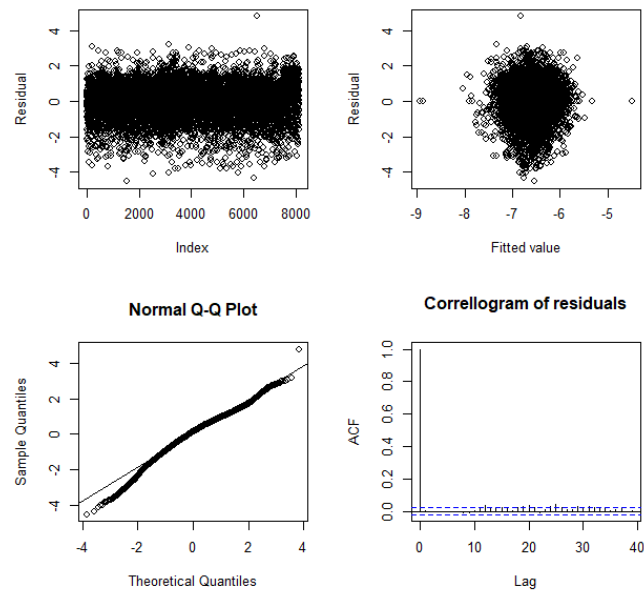 Residual
4
2
0
-2
-4
0 2000 4000 6000 8000
Index
Residual
4
2
0
-2
-4
-9 -8 -7 -6 -5
Fitted value
Normal Q-Q Plot
Sample Quantiles
4
2
0
-2
-4
-4 -2 0 2 4
Theoretical Quantiles
Correllogram of residuals
ACF
1.0
0.8
0.6
0.4
0.2
0.0
0 10 20 30 40
Lag